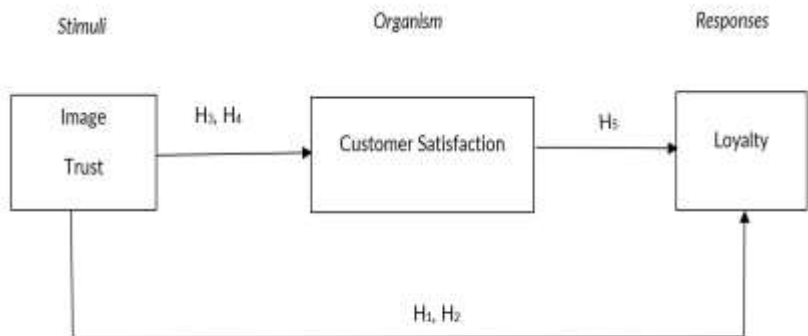 Stimuli
Organism
Responses
Image
Trust
H₃, H₄
Customer Satisfaction
H₅
Loyalty
H₁, H₂